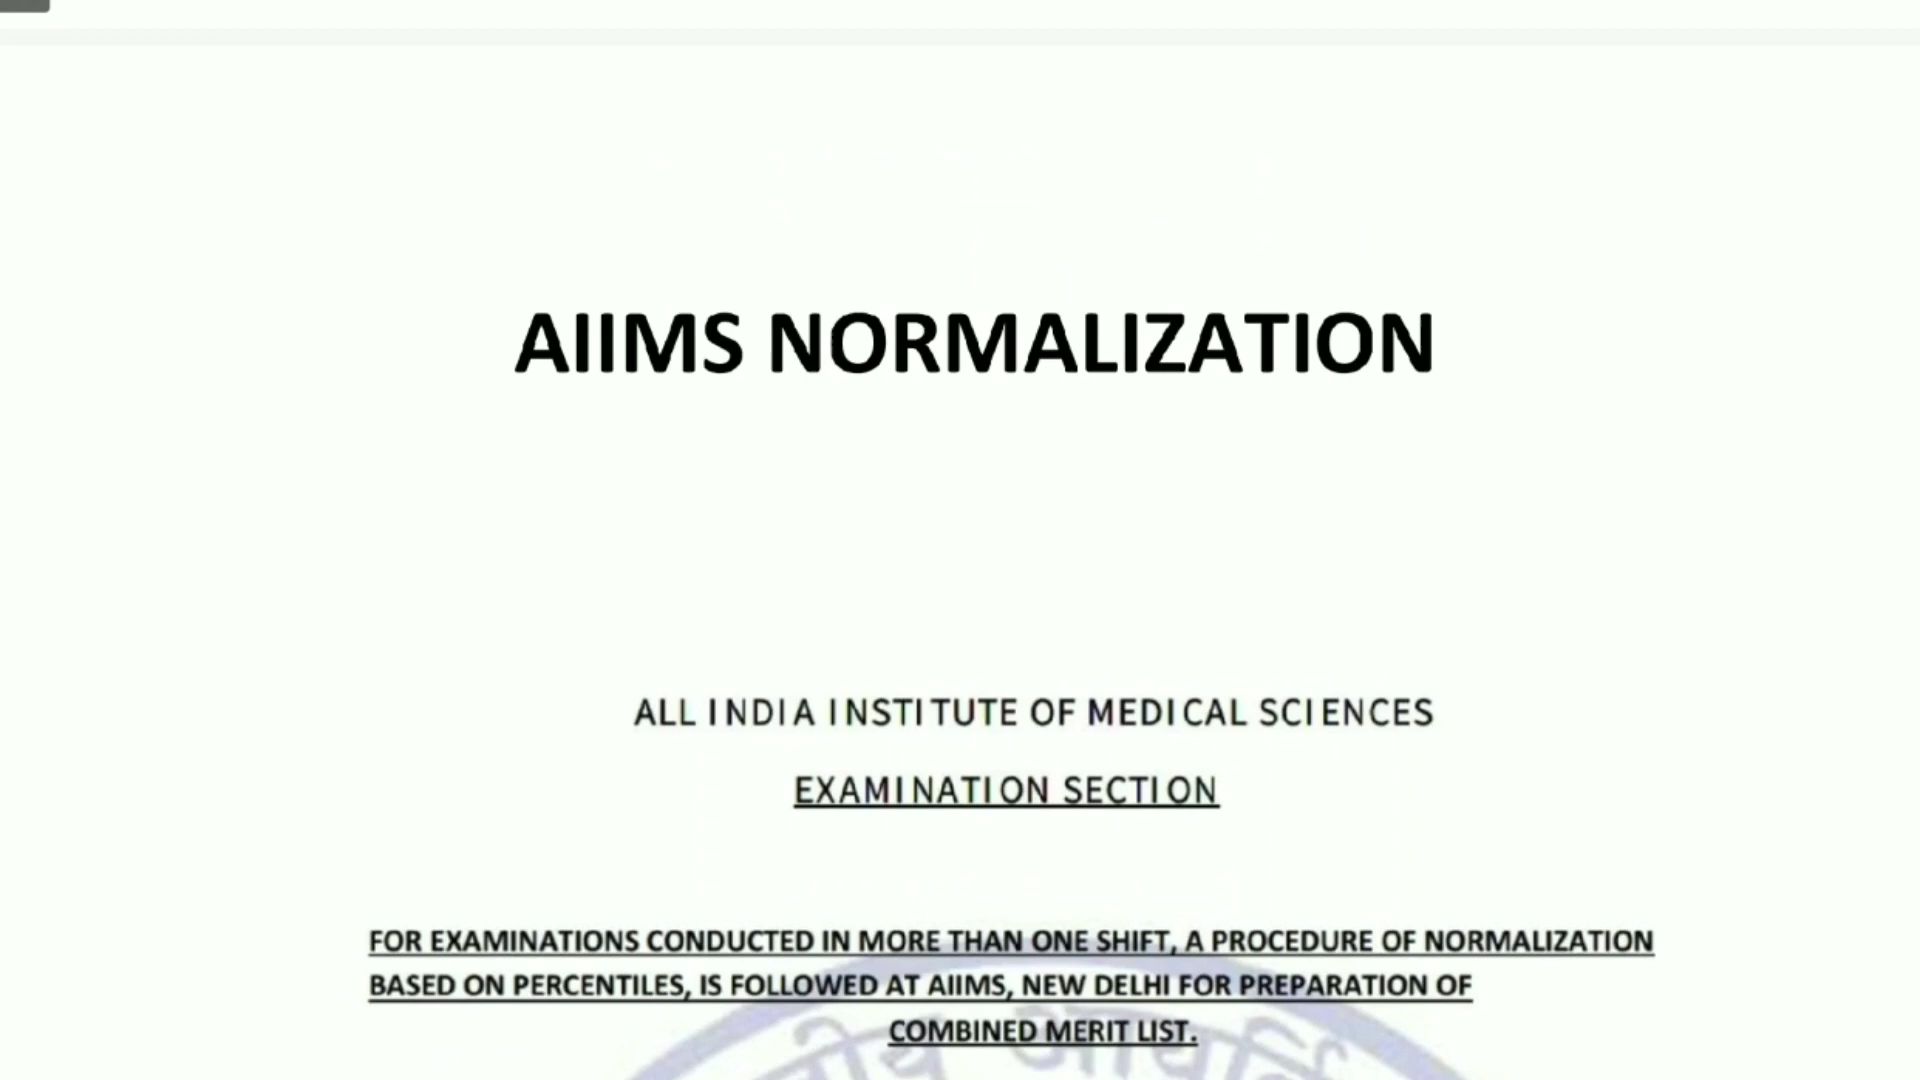 AIIMS NORMALIZATION
ALL INDIA INSTITUTE OF MEDICAL SCIENCES
EXAMINATION SECTION
FOR EXAMINATIONS CONDUCTED IN MORE THAN ONE SHIFT, A PROCEDURE OF NORMALIZATION
BASED ON PERCENTILES, IS FOLLOWED AT AIIMS, NEW DELHI FOR PREPARATION OF
COMBINED MERIT LIST.